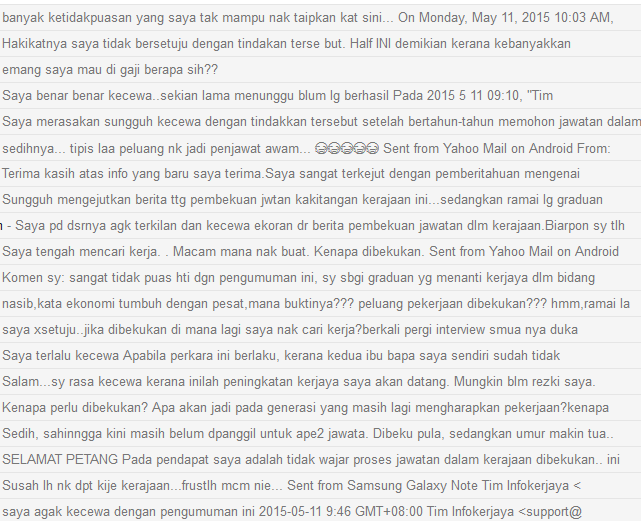 banyak ketidakpuasan yang saya tak mampu nak taipkan kat sini... On Monday, May 11, 2015 10:03 AM,
Hakikatnya saya tidak bersetuju dengan tindakan terse but. Half INI demikian kerana kebanyakkan
emang saya mau di gaji berapa sih??
Saya benar benar kecewa..sekian lama menunggu blum lg berhasil Pada 2015 5 11 09:10, "Tim
Saya merasakan sungguh kecewa dengan tindakkan tersebut setelah bertahun-tahun memohon jawatan dalam
sedihnya... tipis laa peluang nk jadi penjawat awam... 😪😪😪😪😪 Sent from Yahoo Mail on Android From:
Terima kasih atas info yang baru saya terima.Saya sangat terkejut dengan pemberitahuan mengenai
Sungguh mengejutkan berita ttg pembekuan jwtan kakitangan kerajaan ini...sedangkan ramai lg graduan
- Saya pd dsrnya agk terkilan dan kecewa ekoran dr berita pembekuan jawatan dlm kerajaan.Biarpon sy tlh
Saya tengah mencari kerja. . Macam mana nak buat. Kenapa dibekukan. Sent from Yahoo Mail on Android
Komen sy: sangat tidak puas hti dgn pengumuman ini, sy sbgi graduan yg menanti kerjaya dlm bidang
nasib,kata ekonomi tumbuh dengan pesat,mana buktinya??? peluang pekerjaan dibekukan??? hmm,ramai la
saya xsetuju..jika dibekukan di mana lagi saya nak cari kerja?berkali pergi interview smua nya duka
Saya terlalu kecewa Apabila perkara ini berlaku, kerana kedua ibu bapa saya sendiri sudah tidak
Salam...sy rasa kecewa kerana inilah peningkatan kerjaya saya akan datang. Mungkin blm rezki saya.
Kenapa perlu dibekukan? Apa akan jadi pada generasi yang masih lagi mengharapkan pekerjaan?kenapa
Sedih, sahinngga kini masih belum dpanggil untuk ape2 jawata. Dibeku pula, sedangkan umur makin tua..
SELAMAT PETANG Pada pendapat saya adalah tidak wajar proses jawatan dalam kerajaan dibekukan.. ini
Susah lh nk dpt kije kerajaan...frustlh mcm nie... Sent from Samsung Galaxy Note Tim Infokerjaya <
saya agak kecewa dengan pengumuman ini 2015-05-11 9:46 GMT+08:00 Tim Infokerjaya <support@